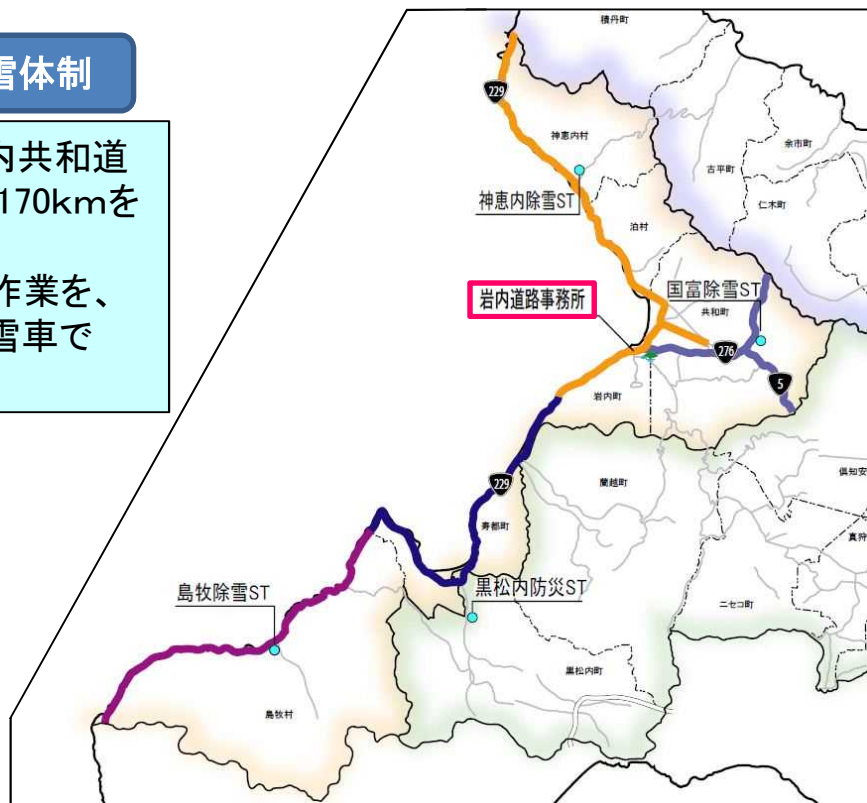 雪体制
内共和道
170kmを
作業を、
雪車で
積丹町
229
神恵内村
余市町
古平町
仁木町
神恵内除雪ST
泊村
岩内道路事務所
国富除雪ST
共和町
276
5
岩内町
倶知安
蘭越町
229
真狩
寿都町
島牧除雪ST
黒松内防災ST
ニセコ町
黒松内町
島牧村